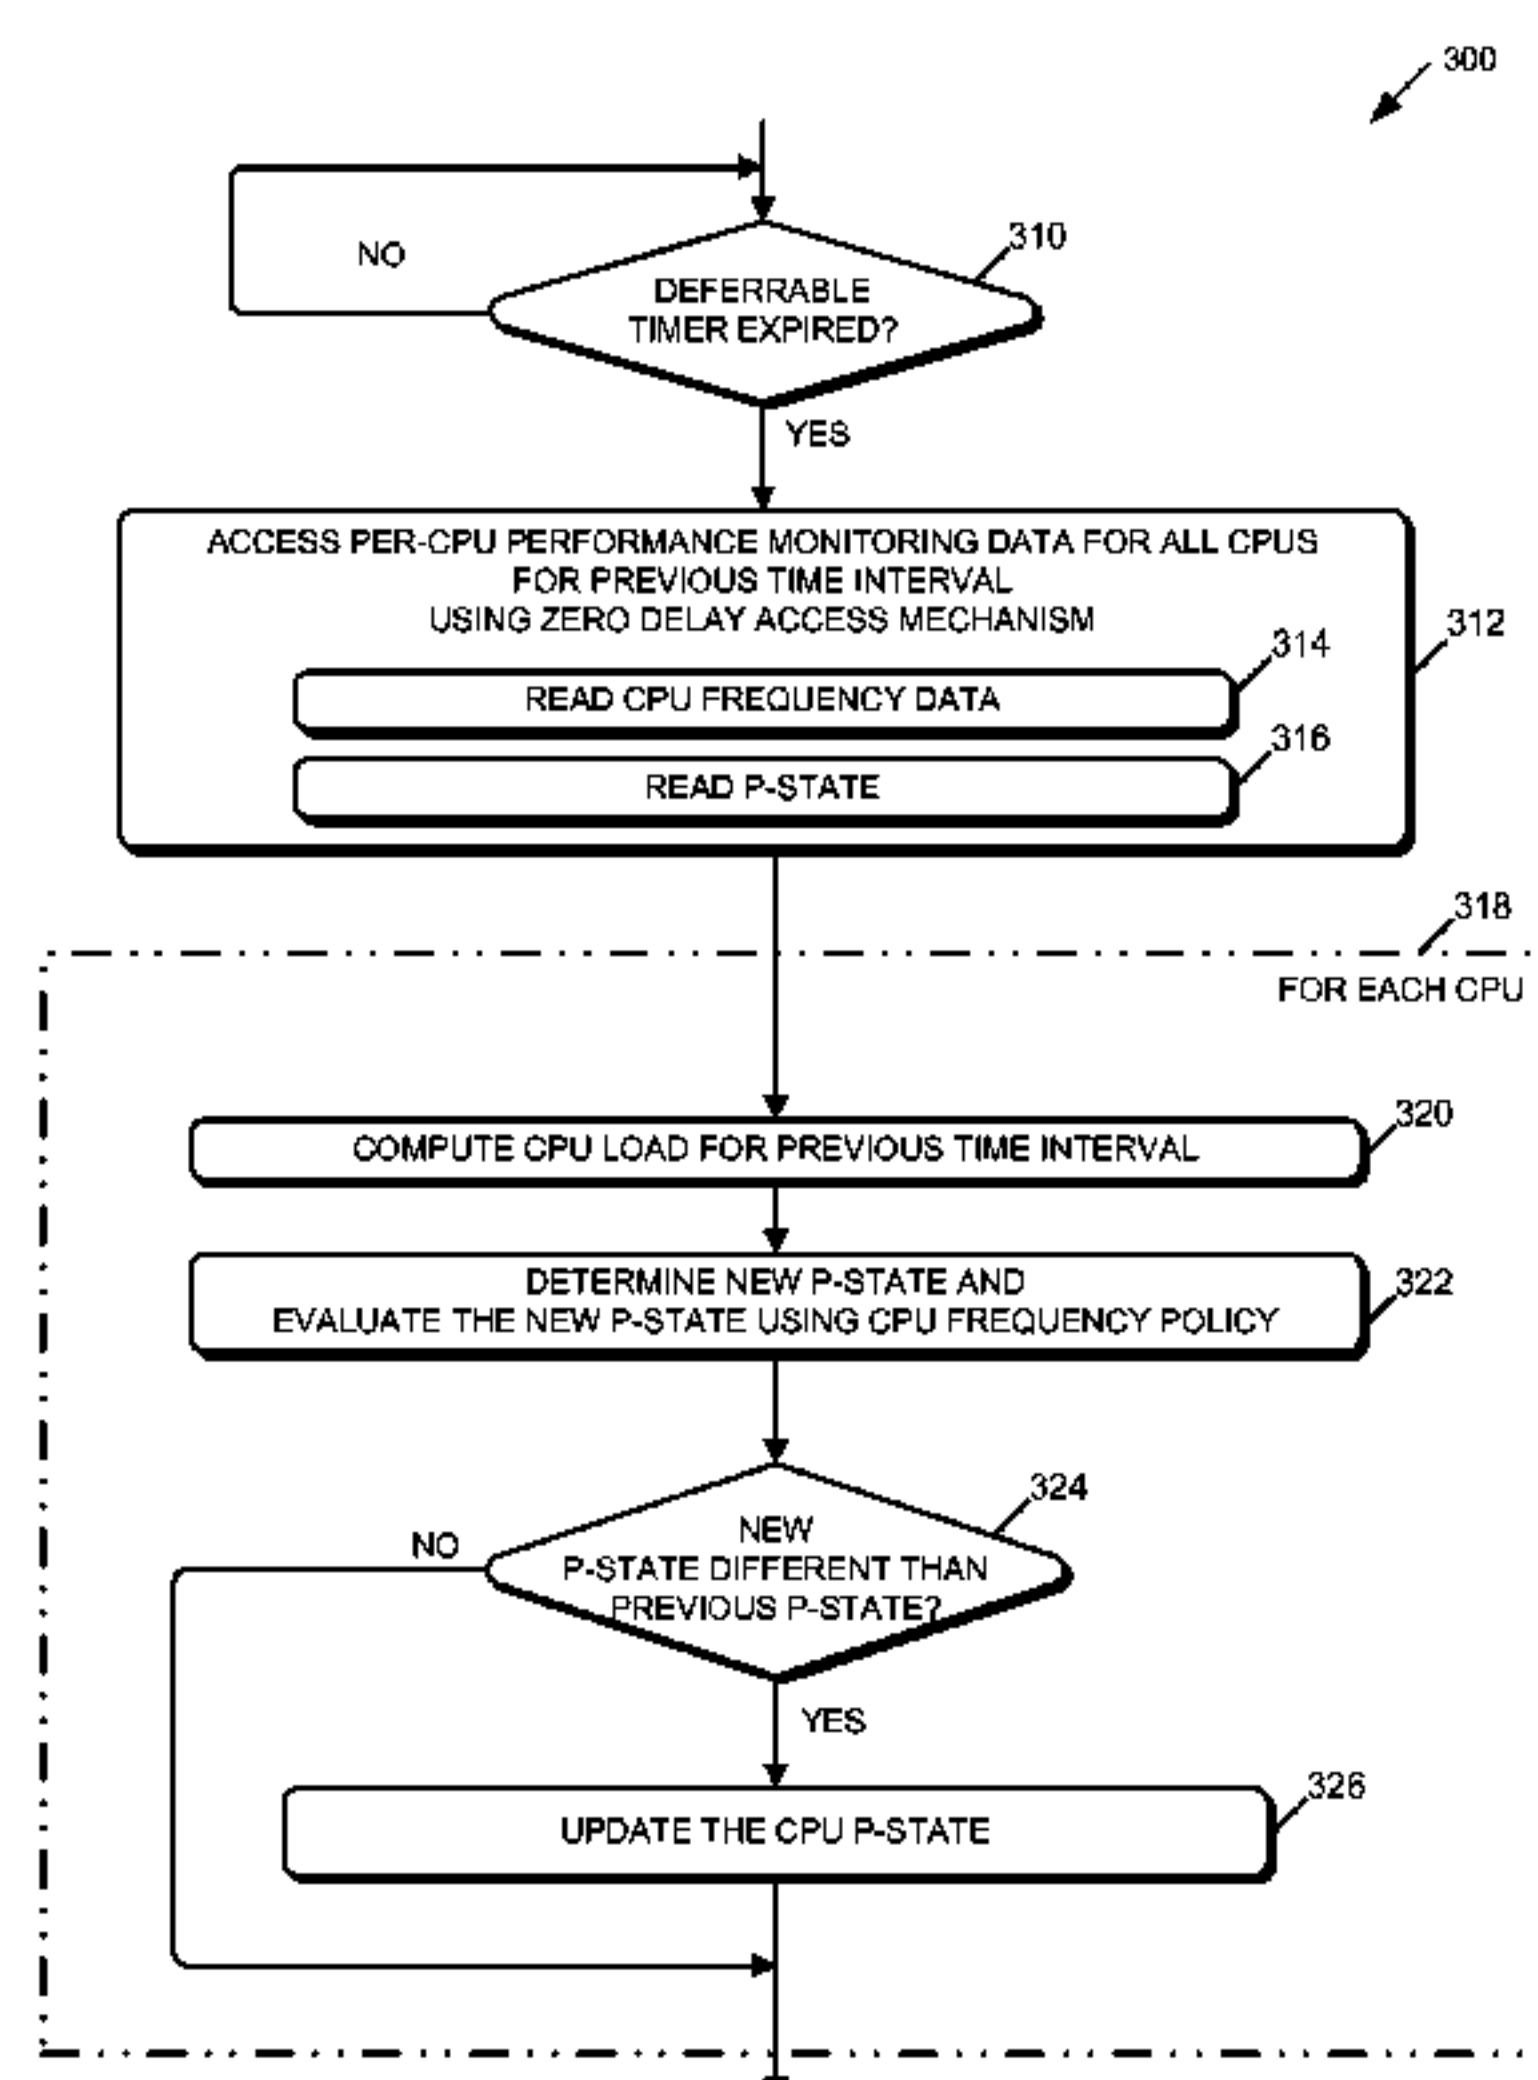 300
NO
310
DEFERRABLE
TIMER EXPIRED?
YES
ACCESS PER-CPU PERFORMANCE MONITORING DATA FOR ALL CPUS
FOR PREVIOUS TIME INTERVAL
USING ZERO DELAY ACCESS MECHANISM
312
314
READ CPU FREQUENCY DATA
316
READ P-STATE
318
FOR EACH CPU
320
COMPUTE CPU LOAD FOR PREVIOUS TIME INTERVAL
322
DETERMINE NEW P-STATE AND
EVALUATE THE NEW P-STATE USING CPU FREQUENCY POLICY
324
NO
NEW
P-STATE DIFFERENT THAN
PREVIOUS P-STATE?
YES
326
UPDATE THE CPU P-STATE